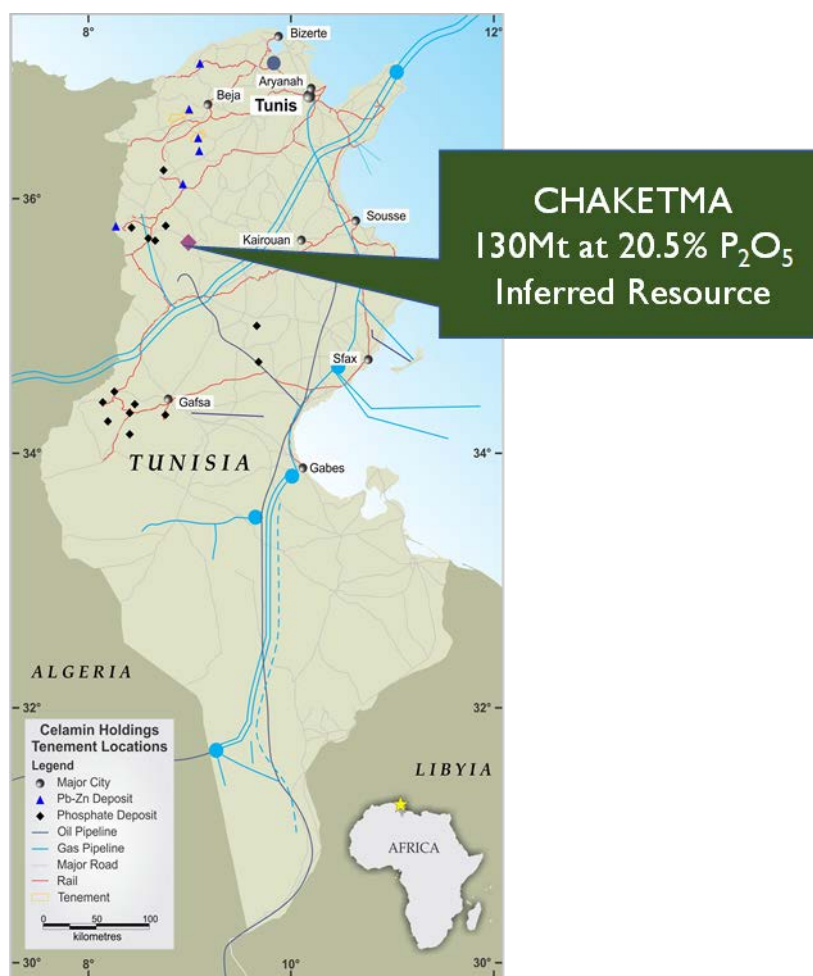 8°
10°
12°
Bizerte
Aryanah
Beja
Tunis
36°
Sousse
Kairouan
CHAKETMA
130Mt at 20.5% P₂O₅
Inferred Resource
Sfax
Gafsa
34°
34°
TUNISIA
Gabes
ALGERIA
32°
32°
LIBYIA
Celamin Holdings
Tenement Locations
Legend
Major City
Pb-Zn Deposit
Phosphate Deposit
Oil Pipeline
Gas Pipeline
Major Road
Rail
Tenement
0 50 100
kilometres
AFRICA
30°
8°
10°
30°